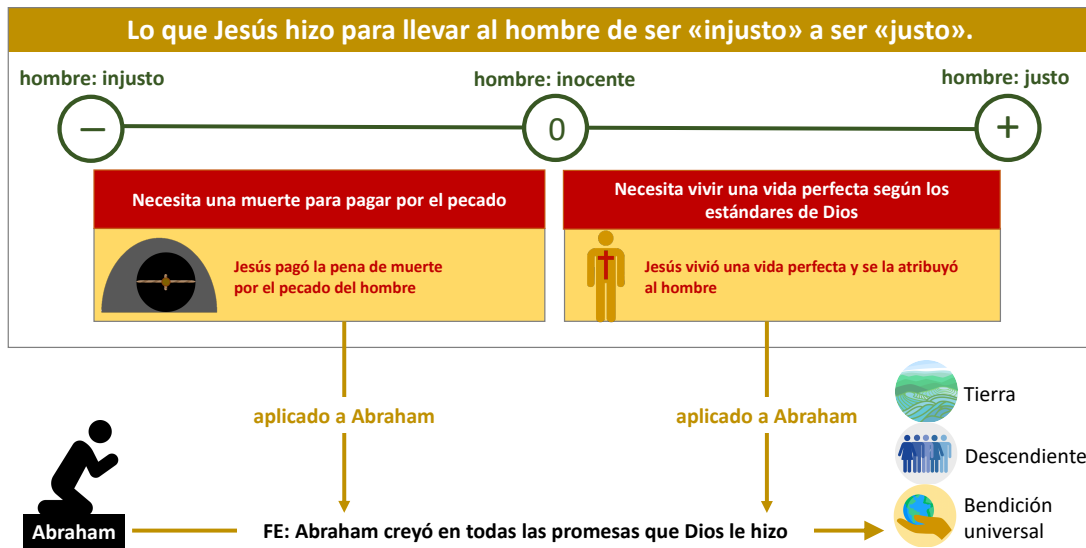 Lo que Jesús hizo para llevar al hombre de ser «injusto» a ser «justo».
hombre: injusto
hombre: inocente
hombre: justo
–
0
+
Necesita una muerte para pagar por el pecado
Jesús pagó la pena de muerte
por el pecado del hombre
Necesita vivir una vida perfecta según los
estándares de Dios
Jesús vivió una vida perfecta y se la atribuyó
al hombre
aplicado a Abraham
aplicado a Abraham
Tierra
Descendiente
Bendición
universal
Abraham
FE: Abraham creyó en todas las promesas que Dios le hizo